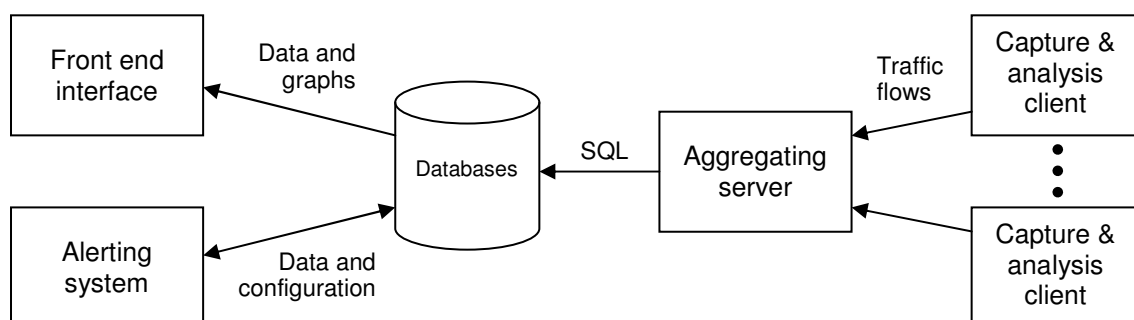 Front end
interface
Data and
graphs
Databases
SQL
Aggregating
server
Traffic
flows
Capture &
analysis
client
Alerting
system
Data and
configuration
Capture &
analysis
client